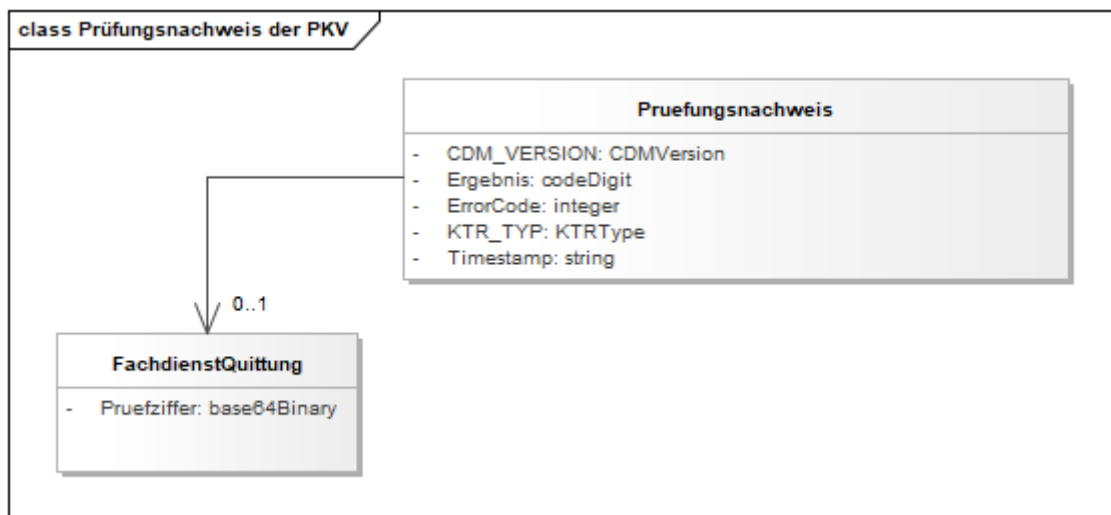 class Prüfungsnachweis der PKV
Pruefungsnachweis
- CDM_VERSION: CDMVersion
- Ergebnis: codeDigit
- ErrorCode: integer
- KTR_TYP: KTRType
- Timestamp: string
0..1
FachdienstQuittung
- Pruefziffer: base64Binary